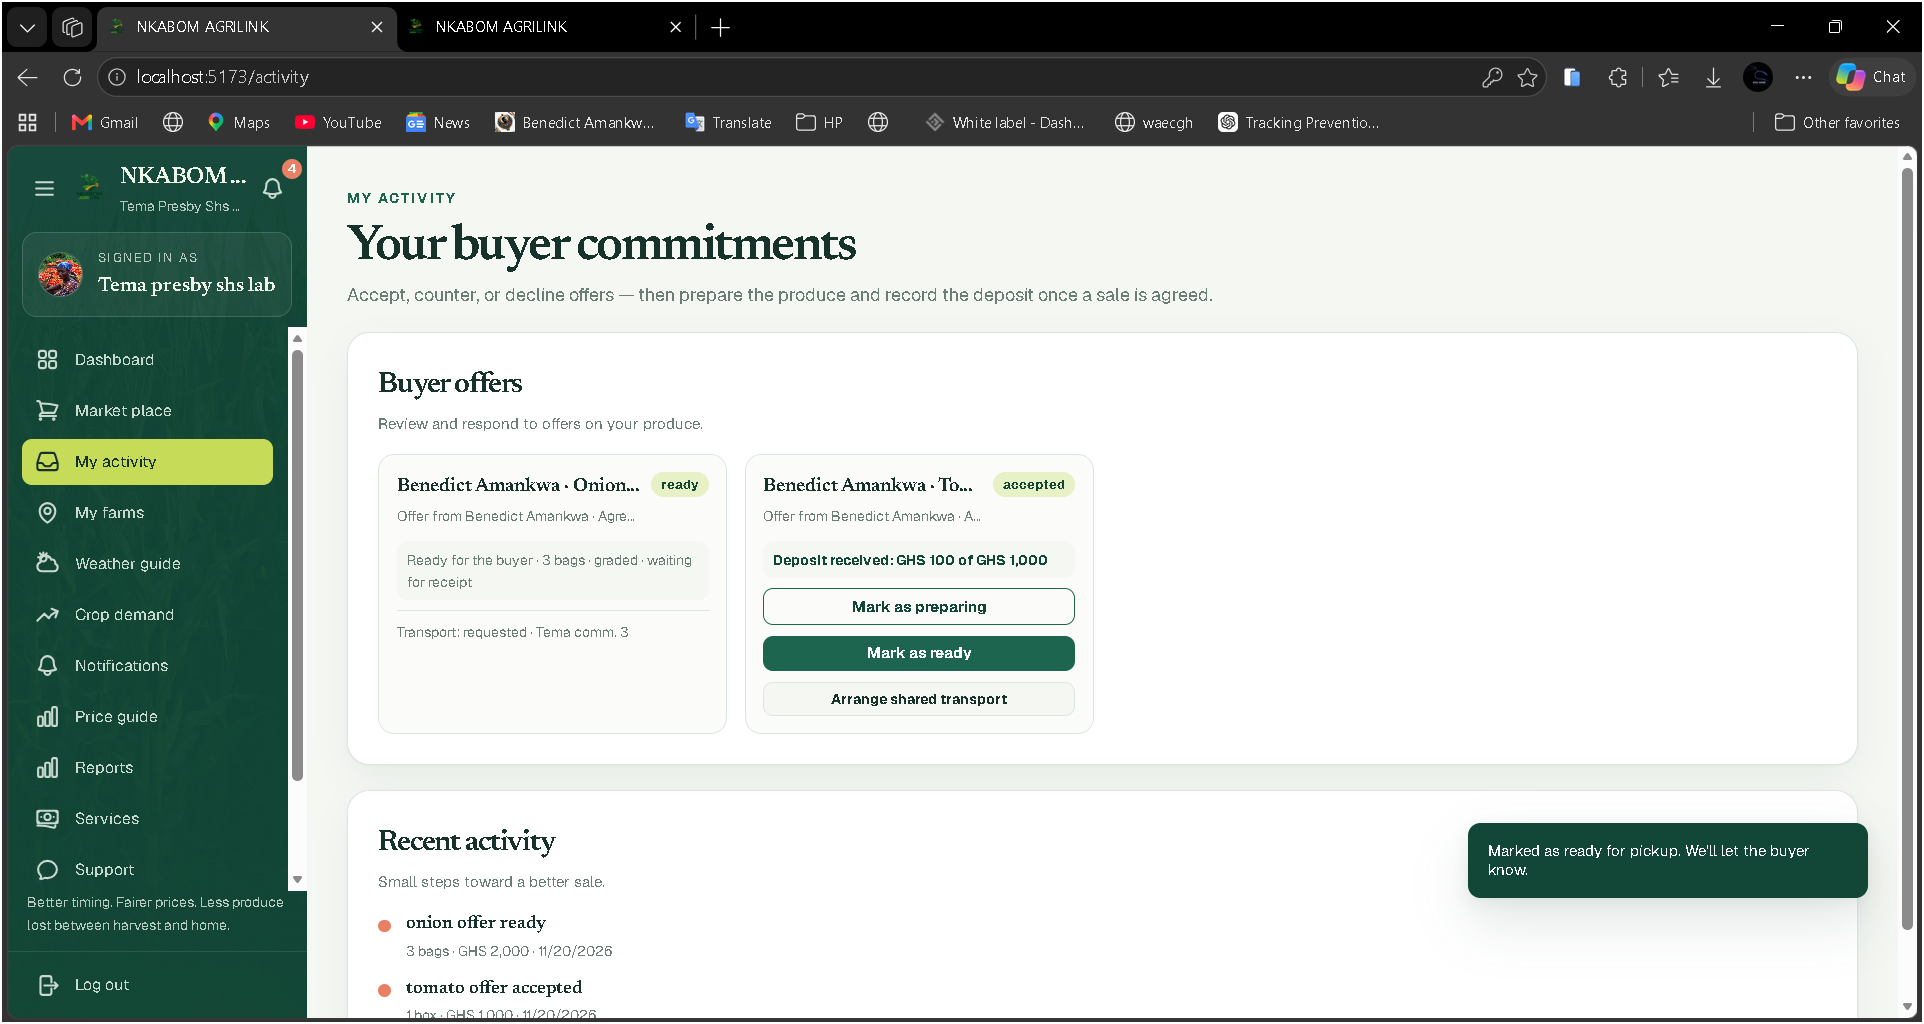 NKABOM AGRILINK
NKABOM AGRILINK
localhost:5173/activity
Chat
Gmail
Maps
YouTube
News
Benedict Amankw...
Translate
HP
White label - Dash...
waecgh
Tracking Preventio...
Other favorites
NKABOM...
4
Tema Presby Shs ...
SIGNED IN AS
Tema presby shs lab
Dashboard
Market place
My activity
My farms
Weather guide
Crop demand
Notifications
Price guide
Reports
Services
Support
Better timing. Fairer prices. Less produce
lost between harvest and home.
Log out
MY ACTIVITY
Your buyer commitments
Accept, counter, or decline offers — then prepare the produce and record the deposit once a sale is agreed.
Buyer offers
Review and respond to offers on your produce.
Benedict Amankwa · Onion... ready
Offer from Benedict Amankwa · Agre...
Ready for the buyer · 3 bags · graded · waiting
for receipt
Transport: requested · Tema comm. 3
Benedict Amankwa · To... accepted
Offer from Benedict Amankwa · A...
Deposit received: GHS 100 of GHS 1,000
Mark as preparing
Mark as ready
Arrange shared transport
Recent activity
Small steps toward a better sale.
onion offer ready
3 bags · GHS 2,000 · 11/20/2026
tomato offer accepted
1 box · GHS 1,000 · 11/20/2026
Marked as ready for pickup. We'll let the buyer
know.